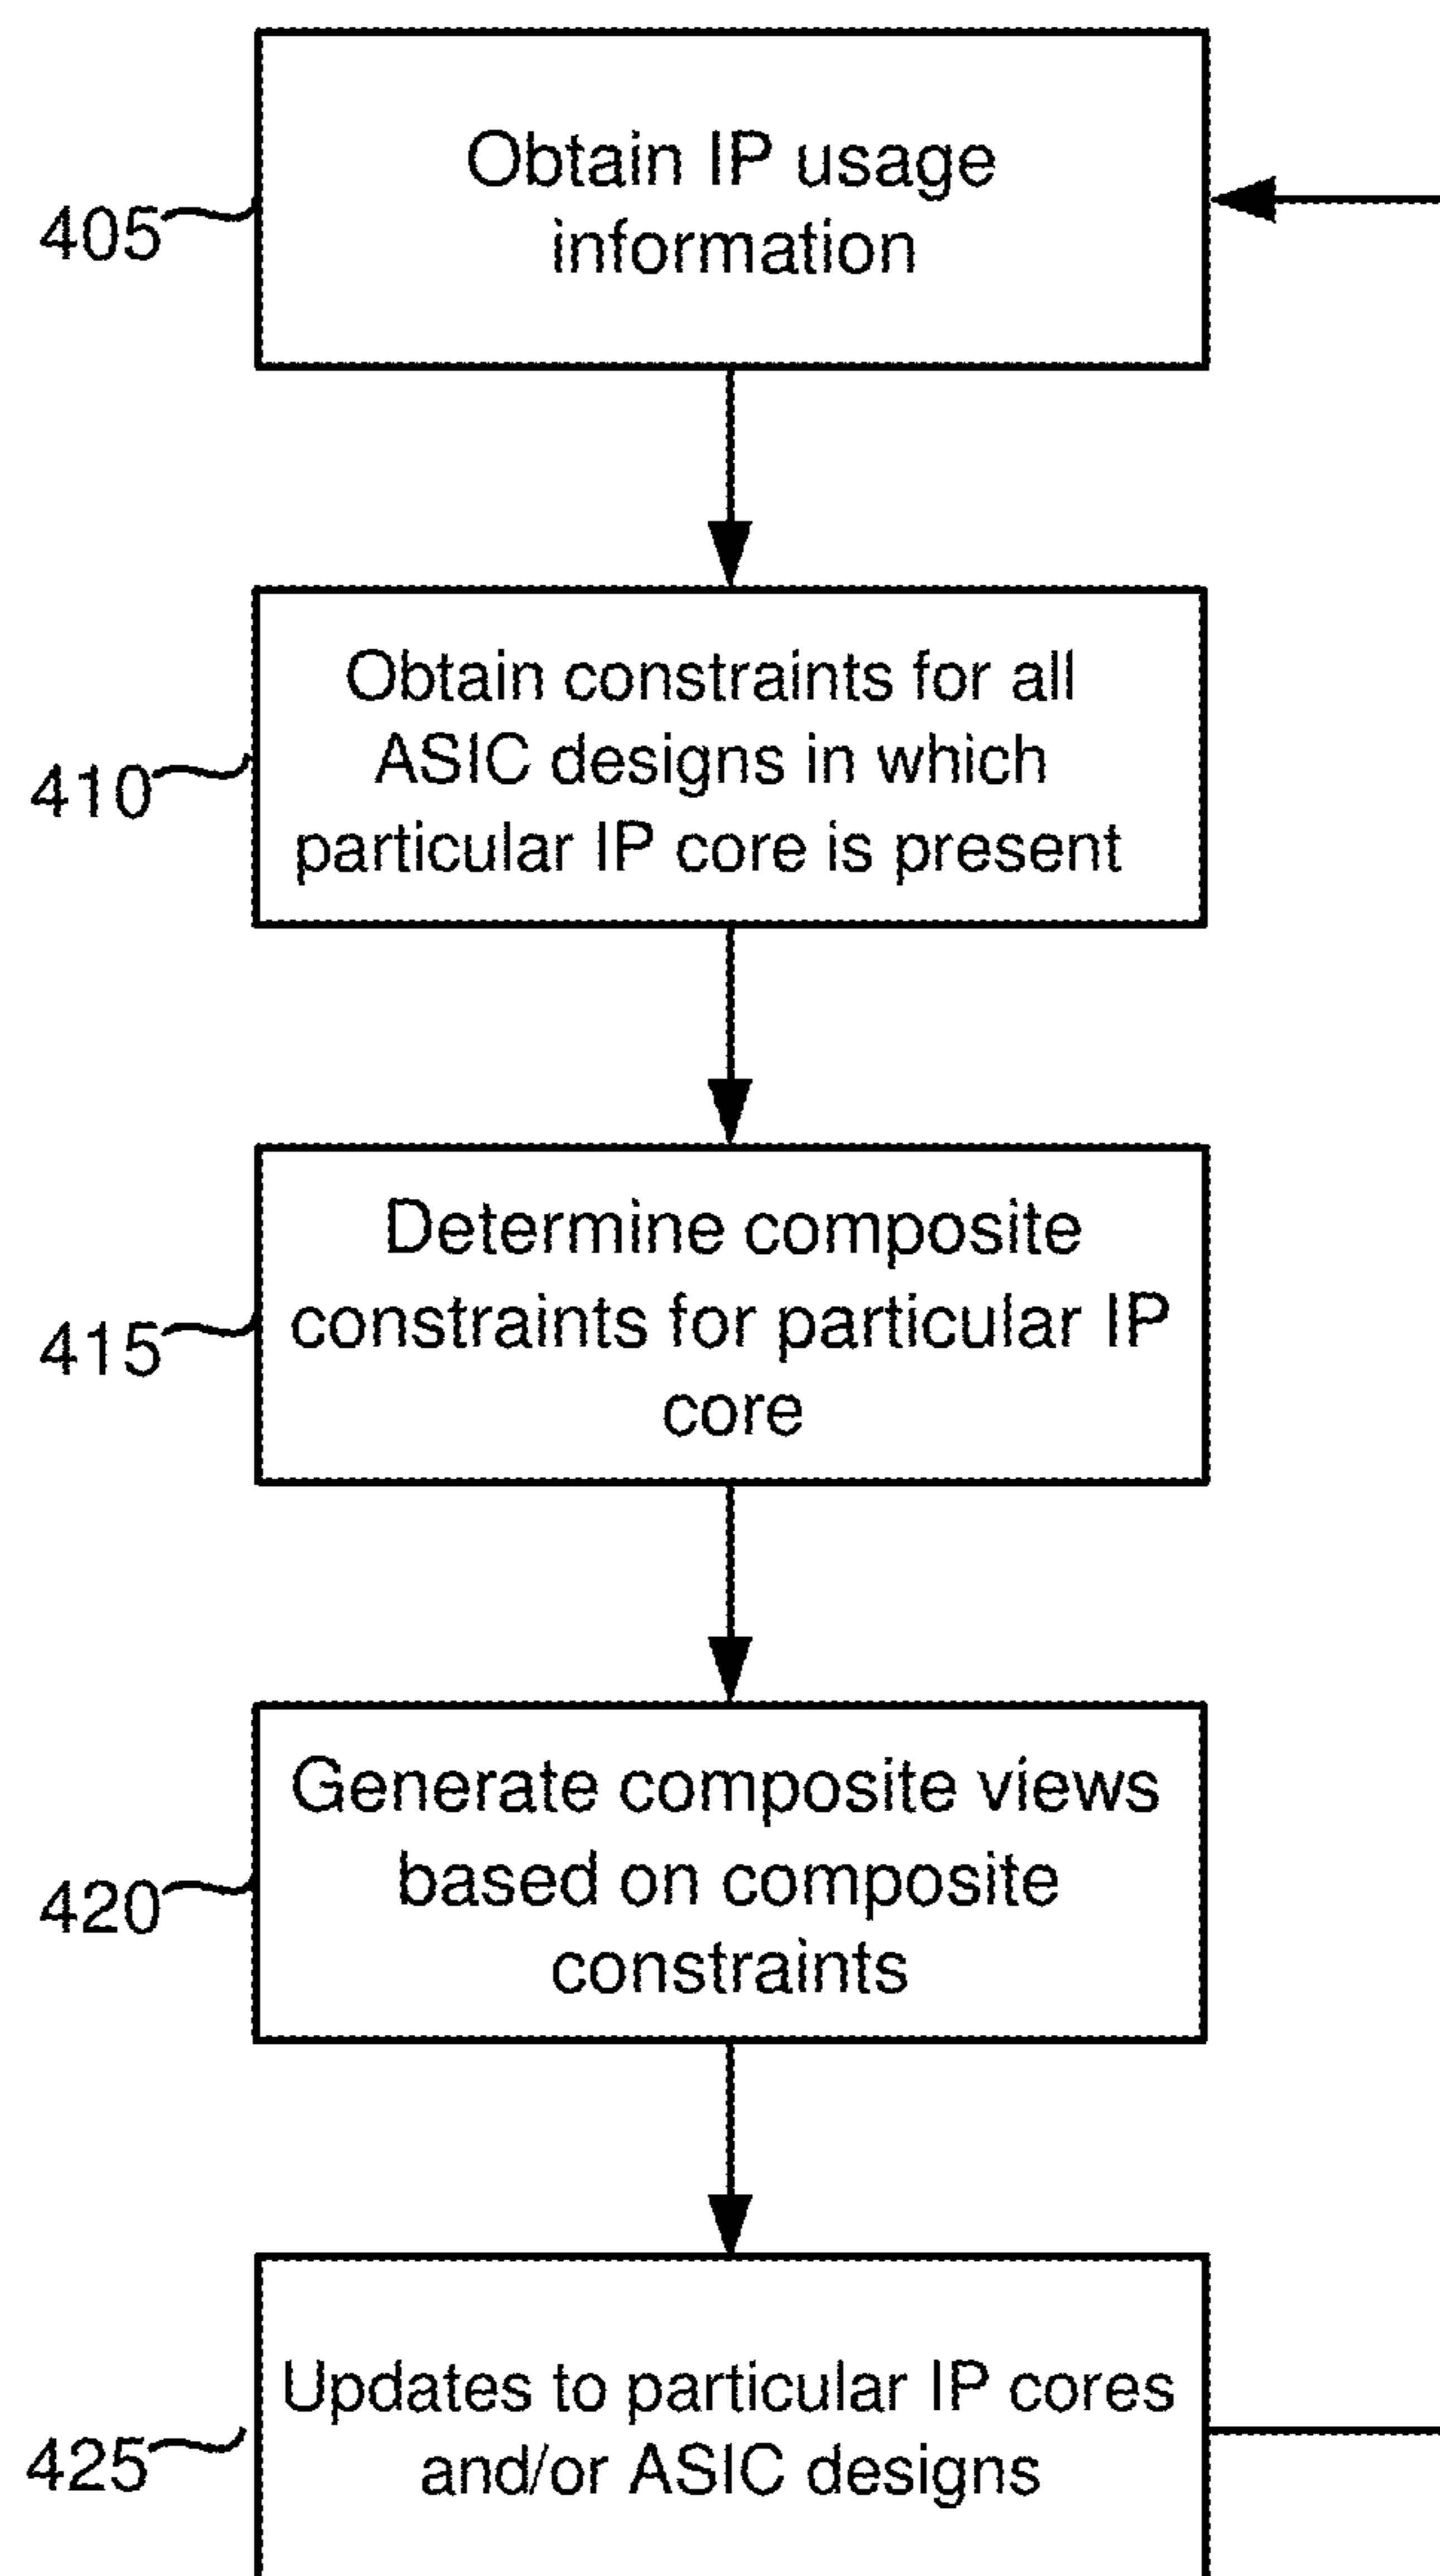 Obtain IP usage
information
405
Obtain constraints for all
ASIC designs in which
particular IP core is present
410
Determine composite
constraints for particular IP
core
415
Generate composite views
based on composite
constraints
420
Updates to particular IP cores
and/or ASIC designs
425